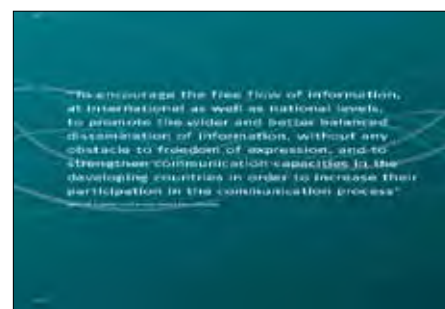 "To encourage the free flow of information,
at international as well as national levels,
to promote the wider and better balanced
dissemination of information, without any
obstacle to freedom of expression, and to
strengthen communication capacities in the
developing countries in order to increase their
participation in the communication process"